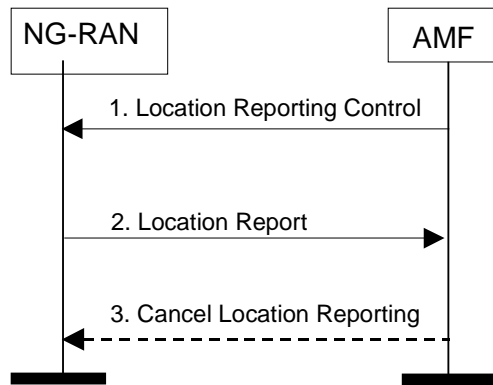 NG-RAN
AMF
1. Location Reporting Control
2. Location Report
3. Cancel Location Reporting